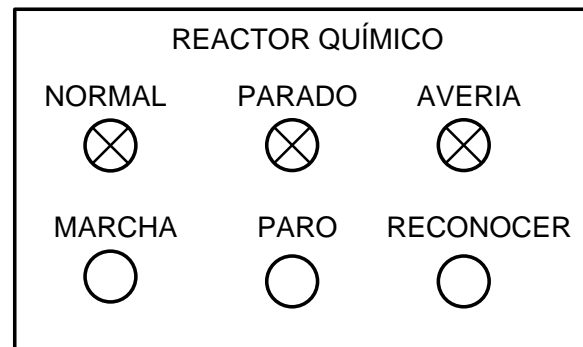 REACTOR QUÍMICO
NORMAL PARADO AVERIA
MARCHA PARO RECONOCER